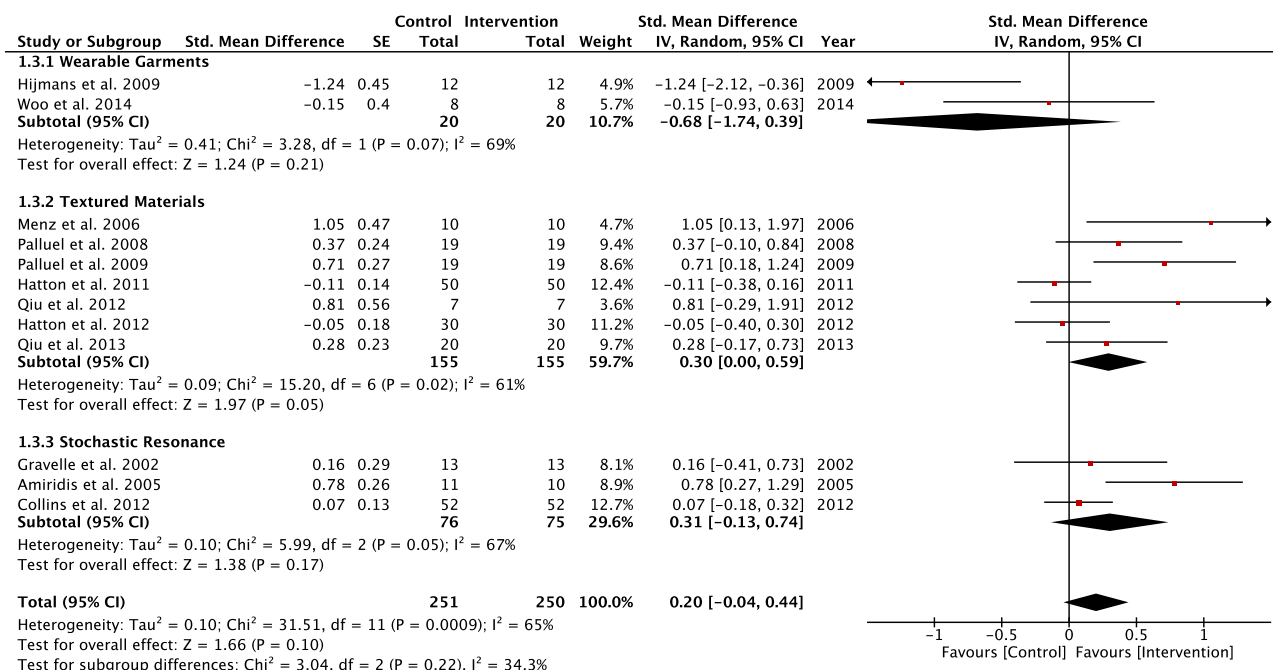 Control Intervention Std. Mean Difference Std. Mean Difference
Study or Subgroup Std. Mean Difference SE Total Total Weight IV, Random, 95% CI Year IV, Random, 95% CI
1.3.1 Wearable Garments
Hijmans et al. 2009 −1.24 0.45 12 12 4.9% −1.24 [−2.12, −0.36] 2009
Woo et al. 2014 −0.15 0.4 8 8 5.7% −0.15 [−0.93, 0.63] 2014
Subtotal (95% CI) 20 20 10.7% −0.68 [−1.74, 0.39]
Heterogeneity: Tau² = 0.41; Chi² = 3.28, df = 1 (P = 0.07); I² = 69%
Test for overall effect: Z = 1.24 (P = 0.21)
1.3.2 Textured Materials
Menz et al. 2006 1.05 0.47 10 10 4.7% 1.05 [0.13, 1.97] 2006
Palluel et al. 2008 0.37 0.24 19 19 9.4% 0.37 [−0.10, 0.84] 2008
Palluel et al. 2009 0.71 0.27 19 19 8.6% 0.71 [0.18, 1.24] 2009
Hatton et al. 2011 −0.11 0.14 50 50 12.4% −0.11 [−0.38, 0.16] 2011
Qiu et al. 2012 0.81 0.56 7 7 3.6% 0.81 [−0.29, 1.91] 2012
Hatton et al. 2012 −0.05 0.18 30 30 11.2% −0.05 [−0.40, 0.30] 2012
Qiu et al. 2013 0.28 0.23 20 20 9.7% 0.28 [−0.17, 0.73] 2013
Subtotal (95% CI) 155 155 59.7% 0.30 [0.00, 0.59]
Heterogeneity: Tau² = 0.09; Chi² = 15.20, df = 6 (P = 0.02); I² = 61%
Test for overall effect: Z = 1.97 (P = 0.05)
1.3.3 Stochastic Resonance
Gravelle et al. 2002 0.16 0.29 13 13 8.1% 0.16 [−0.41, 0.73] 2002
Amiridis et al. 2005 0.78 0.26 11 10 8.9% 0.78 [0.27, 1.29] 2005
Collins et al. 2012 0.07 0.13 52 52 12.7% 0.07 [−0.18, 0.32] 2012
Subtotal (95% CI) 76 75 29.6% 0.31 [−0.13, 0.74]
Heterogeneity: Tau² = 0.10; Chi² = 5.99, df = 2 (P = 0.05); I² = 67%
Test for overall effect: Z = 1.38 (P = 0.17)
Total (95% CI) 251 250 100.0% 0.20 [−0.04, 0.44]
Heterogeneity: Tau² = 0.10; Chi² = 31.51, df = 11 (P = 0.0009); I² = 65%
Test for overall effect: Z = 1.66 (P = 0.10)
Test for subgroup differences: Chi² = 3.04, df = 2 (P = 0.22), I² = 34.3%
−1 −0.5 0 0.5 1
Favours [Control] Favours [Intervention]